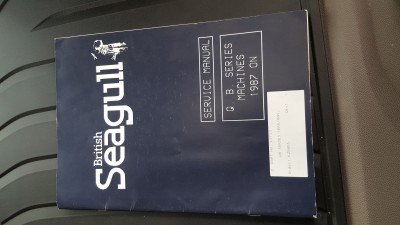 British
Seagull
SERVICE MANUAL
Q. B. SERIES
MACHINES
1987 ON